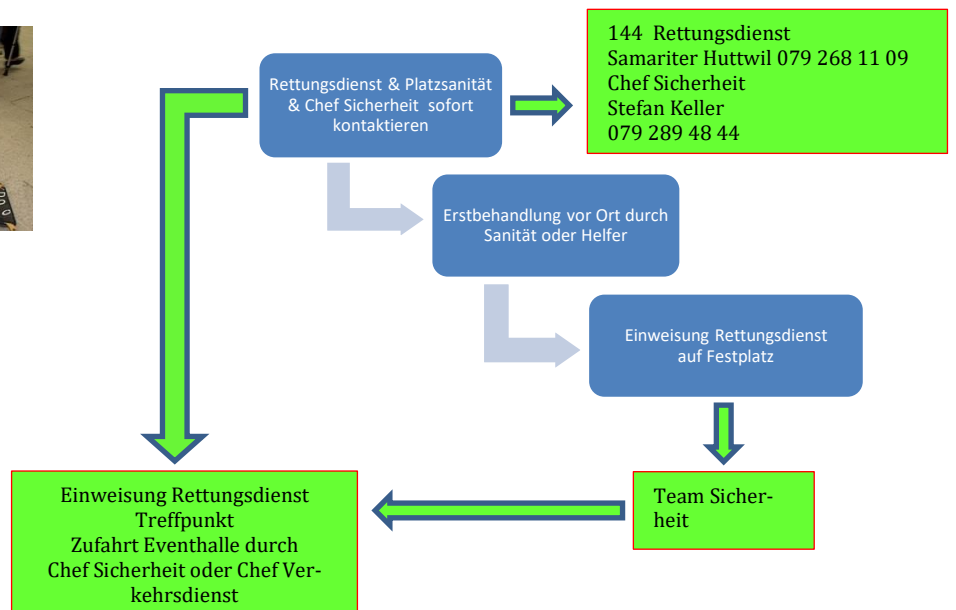 144 Rettungsdienst
Samariter Huttwil 079 268 11 09
Chef Sicherheit
Stefan Keller
079 289 48 44
Rettungsdienst & Platzsanität
& Chef Sicherheit sofort
kontaktieren
Erstbehandlung vor Ort durch
Sanität oder Helfer
Einweisung Rettungsdienst
auf Festplatz
Team Sicher-
heit
Einweisung Rettungsdienst
Treffpunkt
Zufahrt Eventhalle durch
Chef Sicherheit oder Chef Ver-
kehrsdienst